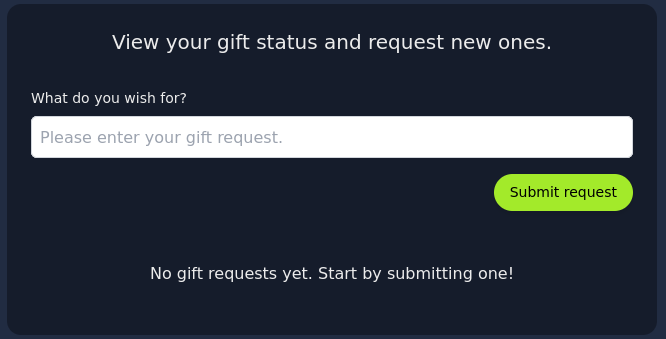 View your gift status and request new ones.
What do you wish for?
Please enter your gift request.
Submit request
No gift requests yet. Start by submitting one!